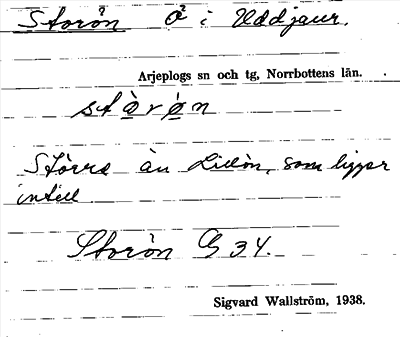 Storön ö i Uddjaur.
Arjeplogs sn och tg, Norrbottens län.
stòrø̀n
Större än Lillön, som ligger
intill
Storön G 34.
Sigvard Wallström, 1938.